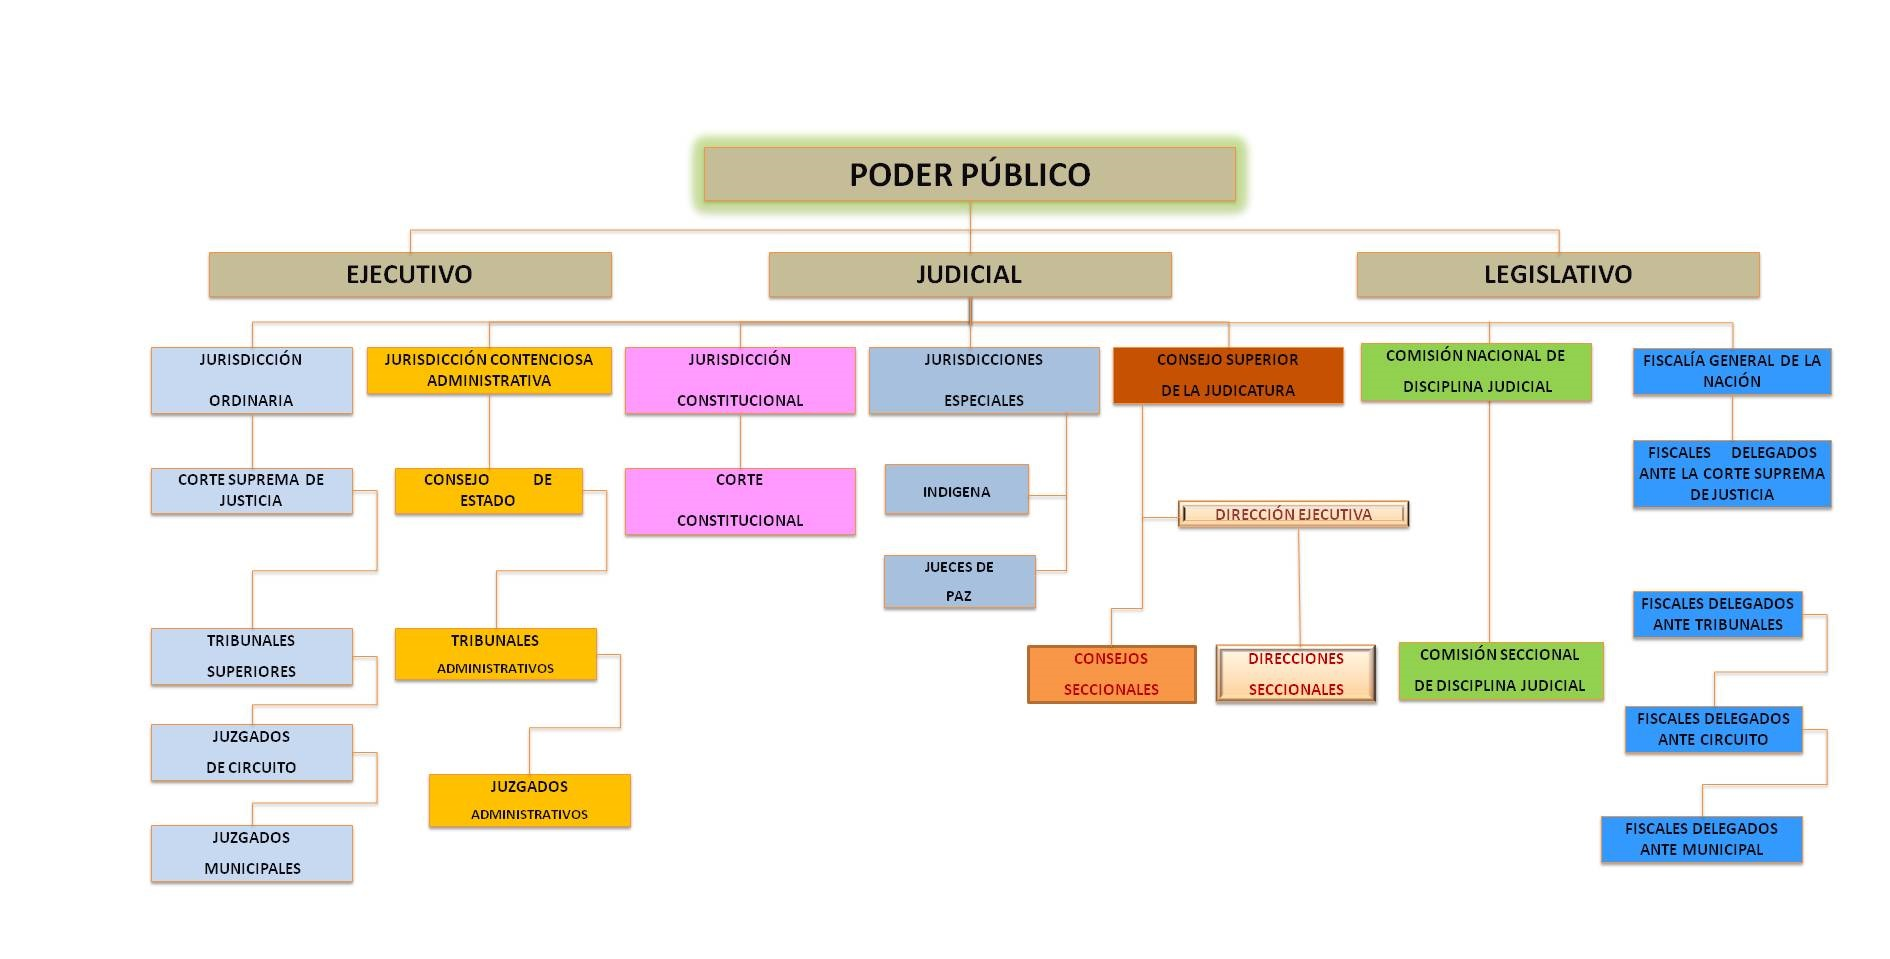 PODER PÚBLICO
EJECUTIVO
JUDICIAL
LEGISLATIVO
JURISDICCIÓN
ORDINARIA
JURISDICCIÓN CONTENCIOSA
ADMINISTRATIVA
JURISDICCIÓN
CONSTITUCIONAL
JURISDICCIONES
ESPECIALES
CONSEJO SUPERIOR
DE LA JUDICATURA
COMISIÓN NACIONAL DE
DISCIPLINA JUDICIAL
FISCALÍA GENERAL DE LA
NACIÓN
CORTE SUPREMA DE
JUSTICIA
CONSEJO DE
ESTADO
CORTE
CONSTITUCIONAL
INDIGENA
JUECES DE
PAZ
DIRECCIÓN EJECUTIVA
FISCALES DELEGADOS
ANTE LA CORTE SUPREMA
DE JUSTICIA
TRIBUNALES
SUPERIORES
TRIBUNALES
ADMINISTRATIVOS
CONSEJOS
SECCIONALES
DIRECCIONES
SECCIONALES
COMISIÓN SECCIONAL
DE DISCIPLINA JUDICIAL
FISCALES DELEGADOS
ANTE TRIBUNALES
JUZGADOS
DE CIRCUITO
JUZGADOS
ADMINISTRATIVOS
FISCALES DELEGADOS
ANTE CIRCUITO
JUZGADOS
MUNICIPALES
FISCALES DELEGADOS
ANTE MUNICIPAL